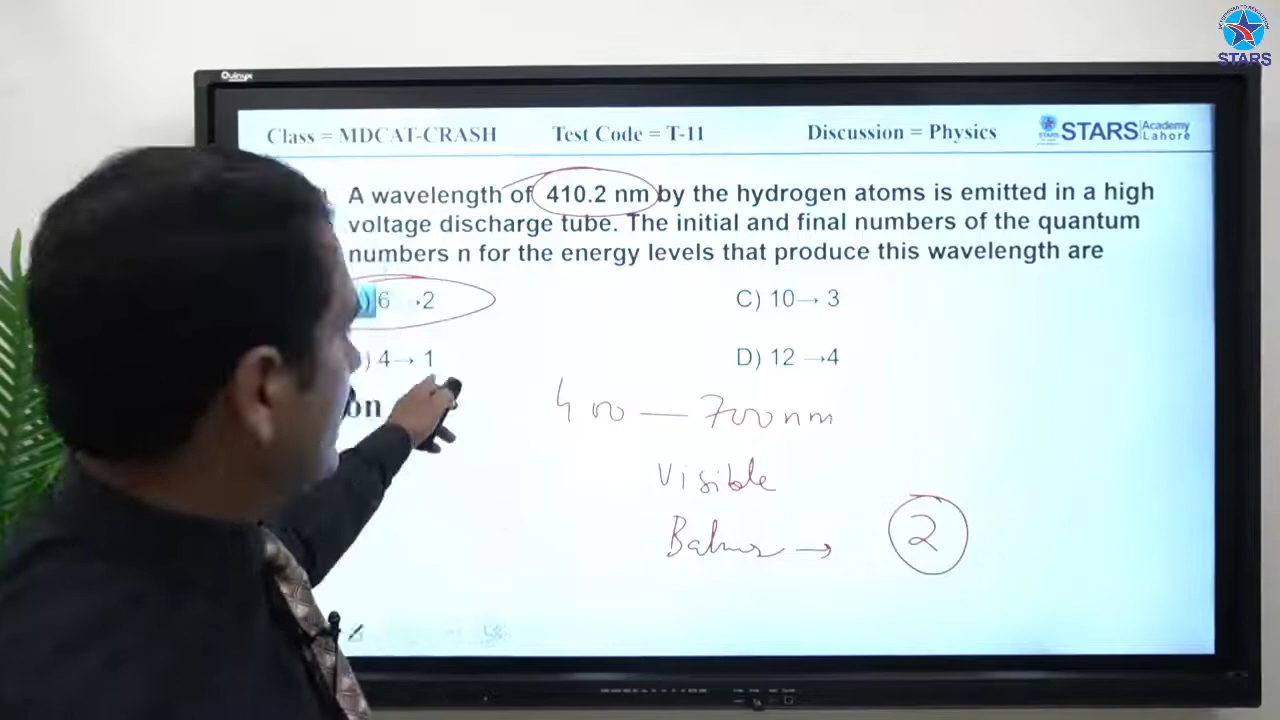 STARS
Quinyx
Class = MDCAT-CRASH Test Code = T-11 Discussion = Physics STARS Academy Lahore
A wavelength of 410.2 nm by the hydrogen atoms is emitted in a high
voltage discharge tube. The initial and final numbers of the quantum
numbers n for the energy levels that produce this wavelength are
) 6 →2 C) 10→ 3
) 4→ 1 D) 12 →4
on
400 — 700 nm
Visible
Balmer → 2